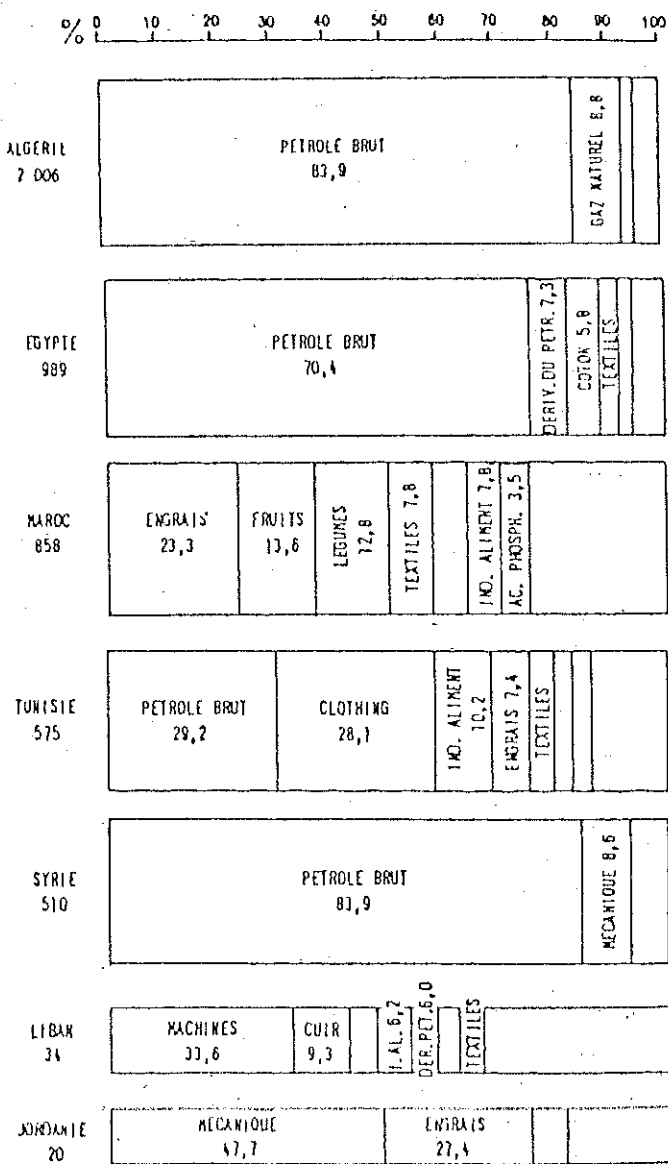 % 0 10 20 30 40 50 60 70 80 90 100
ALGERIE
2 006
PETROLE BRUT
83,9
GAZ NATUREL 8,8
EGYPTE
989
PETROLE BRUT
70,4
DERIV. DU PETR. 7,3
COTON 5,8
TEXTILES
MAROC
858
ENGRAIS
23,3
FRUITS
13,6
LEGUMES
12,8
TEXTILES 7,8
IND. ALIMENT 7,8
AC. PHOSPH. 3,5
TUNISIE
575
PETROLE BRUT
29,2
CLOTHING
28,1
IND. ALIMENT
10,2
ENGRAIS 7,4
TEXTILES
SYRIE
510
PETROLE BRUT
83,9
MECANIQUE 8,6
LIBAN
34
MACHINES
33,6
CUIR
9,3
I. AL. 6,2
DER. PET. 6,0
TEXTILES
JORDANIE
20
MECANIQUE
47,7
ENGRAIS
27,4